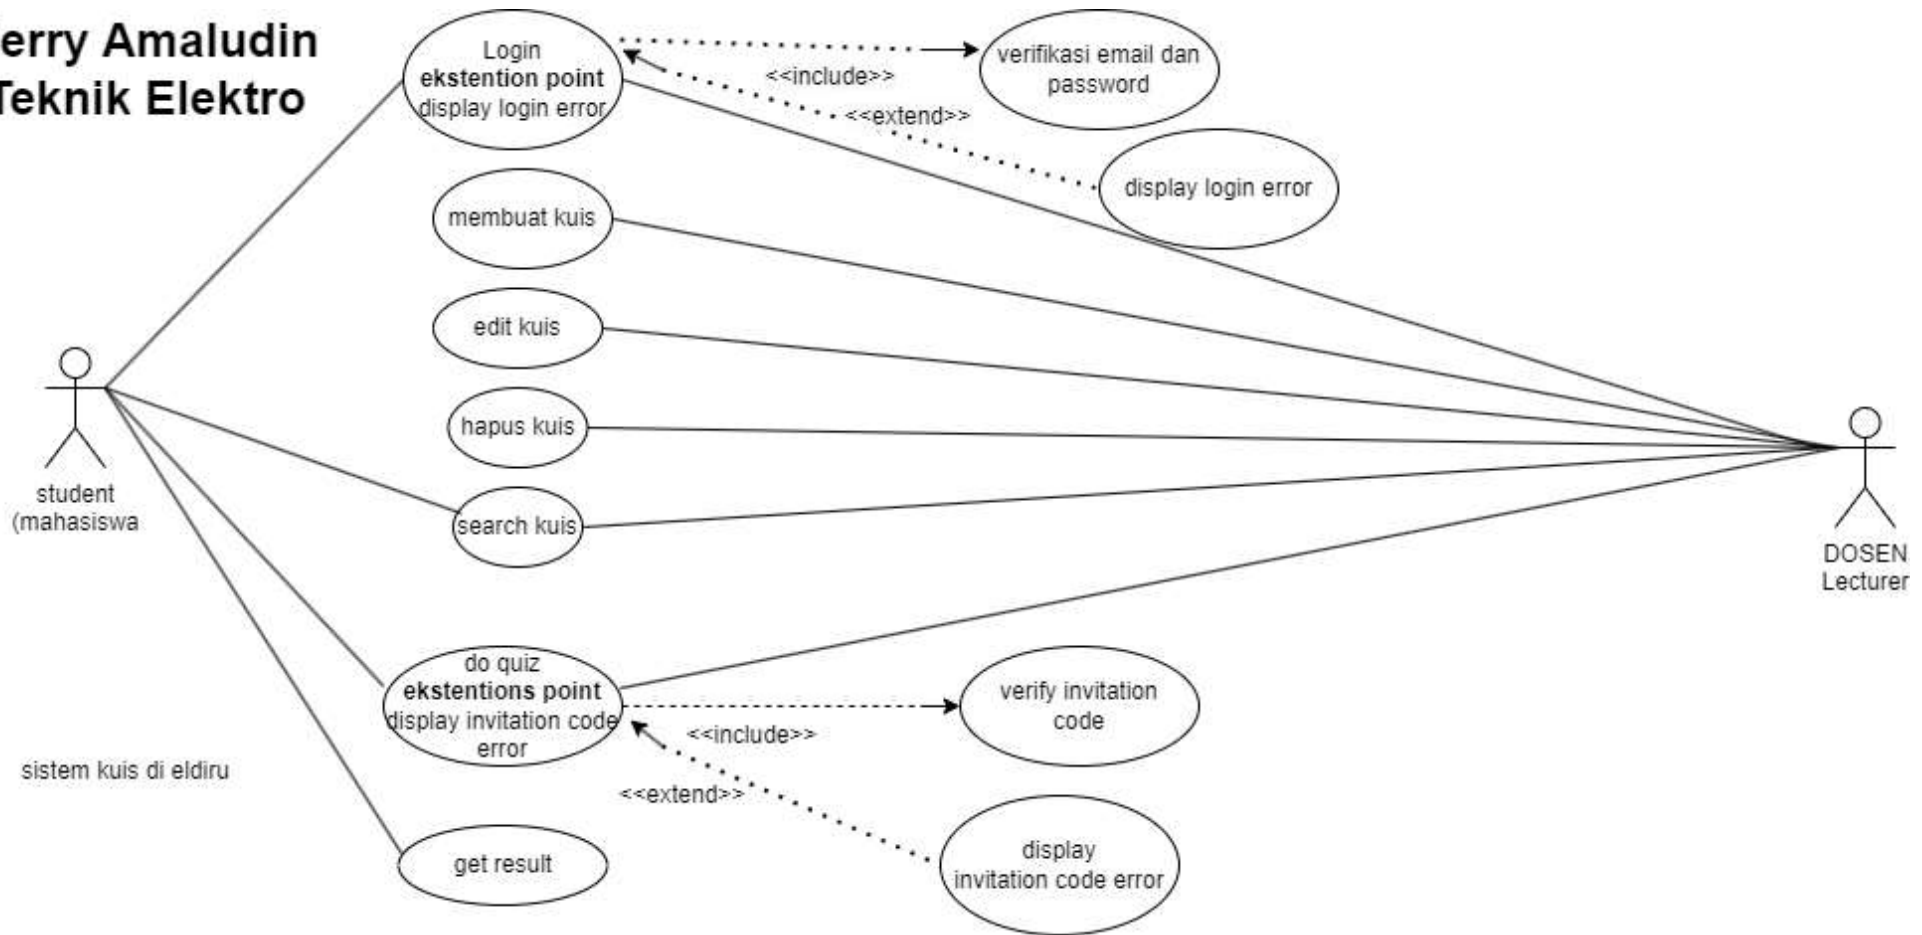 erry Amaludin
Teknik Elektro
Login
ekstention point
display login error
<<include>>
verifikasi email dan
password
<<extend>>
display login error
membuat kuis
edit kuis
hapus kuis
search kuis
student
(mahasiswa
DOSEN
Lecturer
do quiz
ekstentions point
display invitation code
error
<<include>>
verify invitation
code
<<extend>>
display
invitation code error
sistem kuis di eldiru
get result